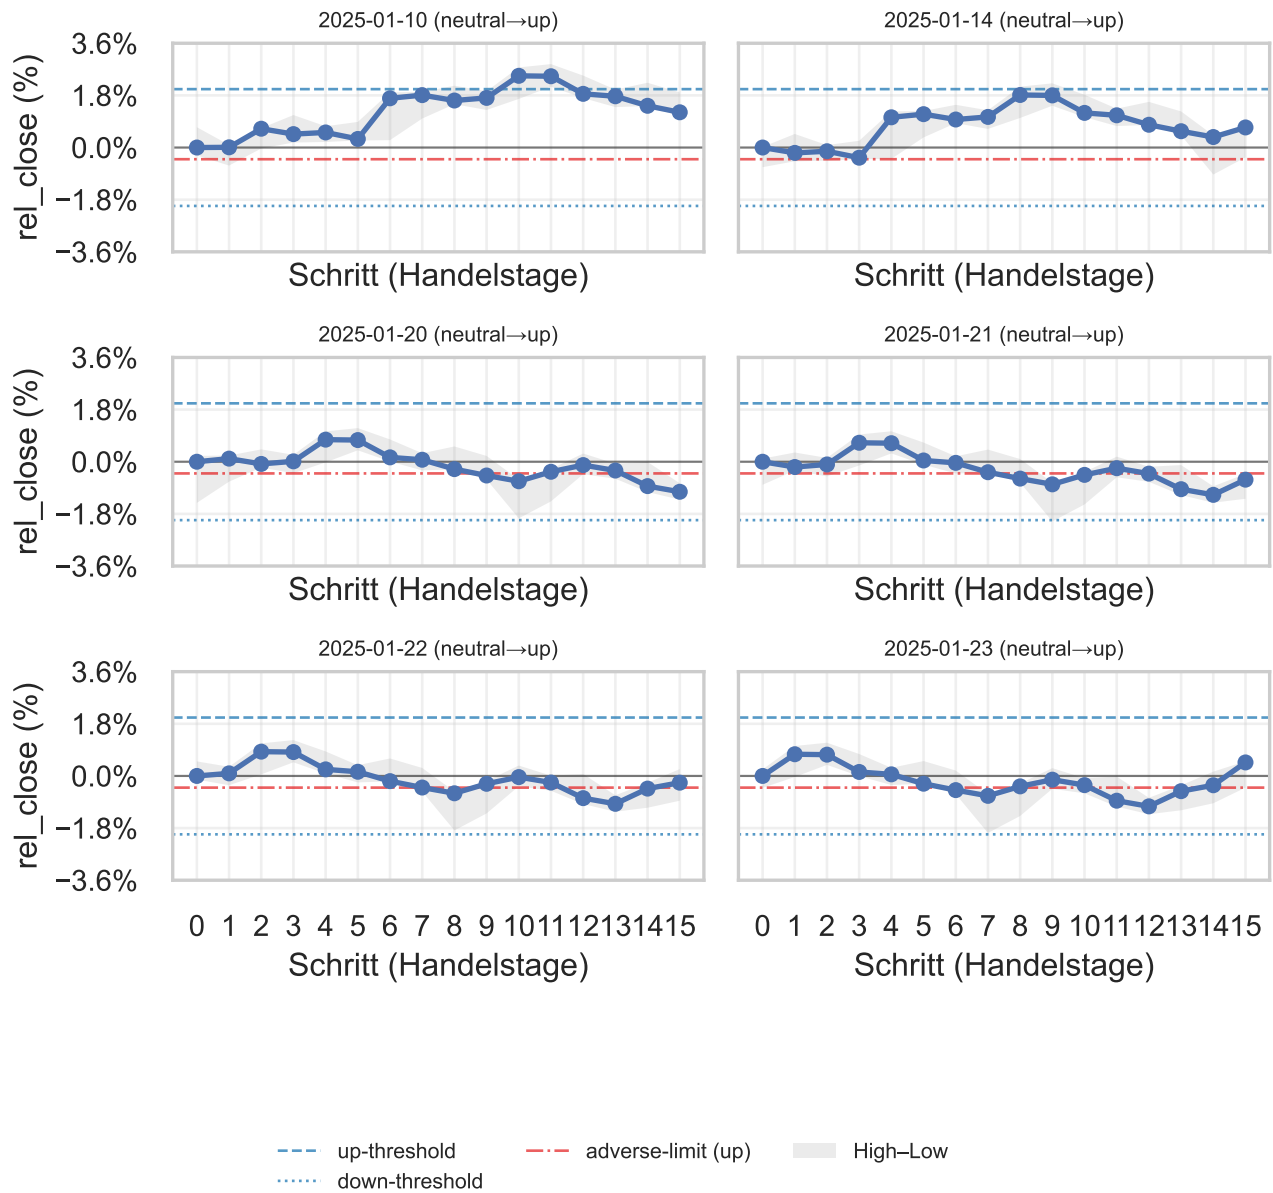 2025-01-10 (neutral→up)
2025-01-14 (neutral→up)
3.6%
1.8%
0.0%
−1.8%
−3.6%
rel_close (%)
Schritt (Handelstage)
Schritt (Handelstage)
2025-01-20 (neutral→up)
2025-01-21 (neutral→up)
3.6%
1.8%
0.0%
−1.8%
−3.6%
rel_close (%)
Schritt (Handelstage)
Schritt (Handelstage)
2025-01-22 (neutral→up)
2025-01-23 (neutral→up)
3.6%
1.8%
0.0%
−1.8%
−3.6%
rel_close (%)
0 1 2 3 4 5 6 7 8 9 10 11 12 13 14 15
0 1 2 3 4 5 6 7 8 9 10 11 12 13 14 15
Schritt (Handelstage)
Schritt (Handelstage)
up-threshold
adverse-limit (up)
High–Low
down-threshold